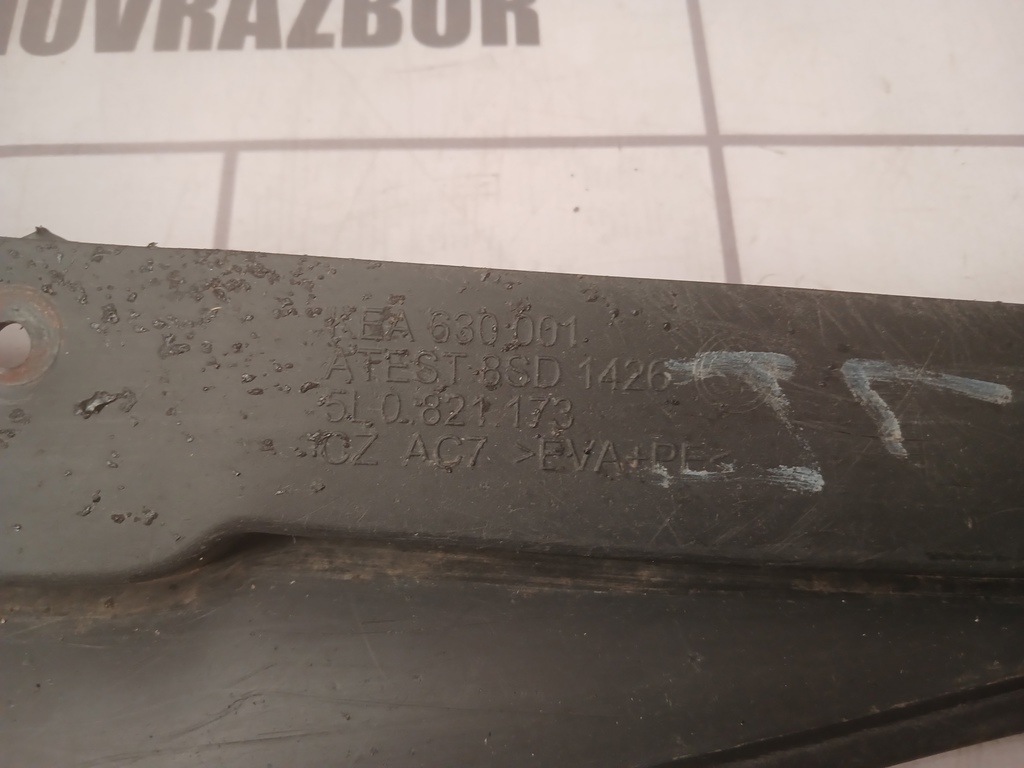 NOVRAZBOR
KEA 630 001
ATEST 8SD 1426
5L0.821.173
CZ AC7 >EVA+PE<